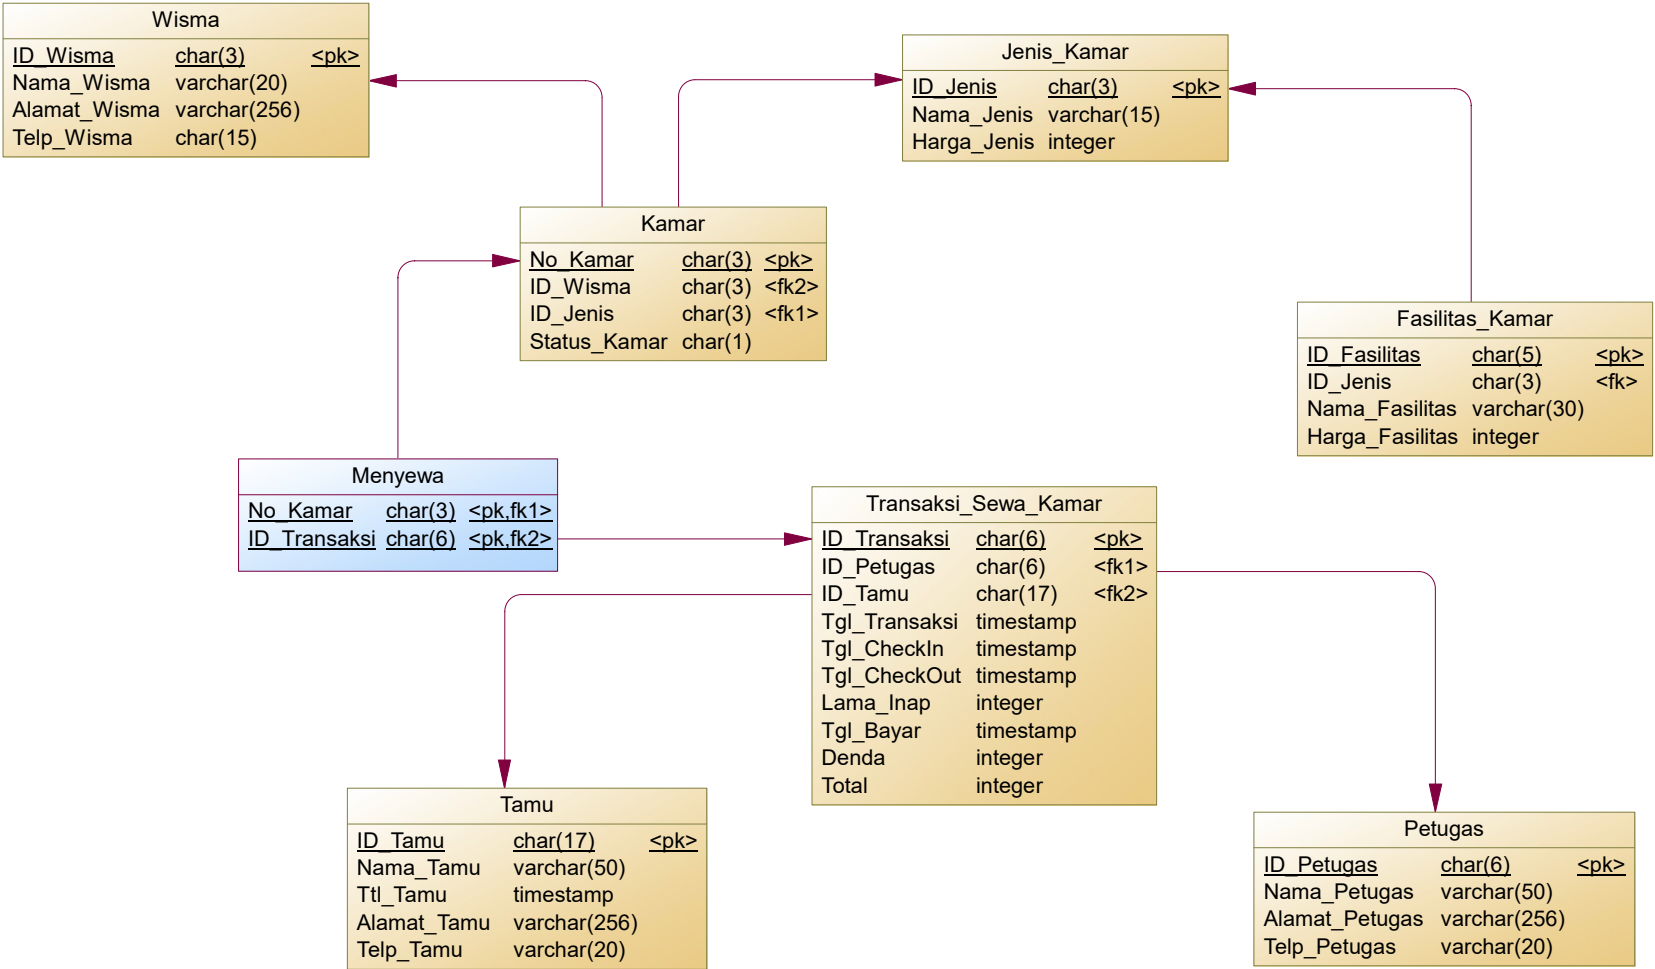 Wisma
ID_Wisma char(3) <pk>
Nama_Wisma varchar(20)
Alamat_Wisma varchar(256)
Telp_Wisma char(15)
Jenis_Kamar
ID_Jenis char(3) <pk>
Nama_Jenis varchar(15)
Harga_Jenis integer
Kamar
No_Kamar char(3) <pk>
ID_Wisma char(3) <fk2>
ID_Jenis char(3) <fk1>
Status_Kamar char(1)
Fasilitas_Kamar
ID_Fasilitas char(5) <pk>
ID_Jenis char(3) <fk>
Nama_Fasilitas varchar(30)
Harga_Fasilitas integer
Menyewa
No_Kamar char(3) <pk,fk1>
ID_Transaksi char(6) <pk,fk2>
Transaksi_Sewa_Kamar
ID_Transaksi char(6) <pk>
ID_Petugas char(6) <fk1>
ID_Tamu char(17) <fk2>
Tgl_Transaksi timestamp
Tgl_CheckIn timestamp
Tgl_CheckOut timestamp
Lama_Inap integer
Tgl_Bayar timestamp
Denda integer
Total integer
Tamu
ID_Tamu char(17) <pk>
Nama_Tamu varchar(50)
Ttl_Tamu timestamp
Alamat_Tamu varchar(256)
Telp_Tamu varchar(20)
Petugas
ID_Petugas char(6) <pk>
Nama_Petugas varchar(50)
Alamat_Petugas varchar(256)
Telp_Petugas varchar(20)